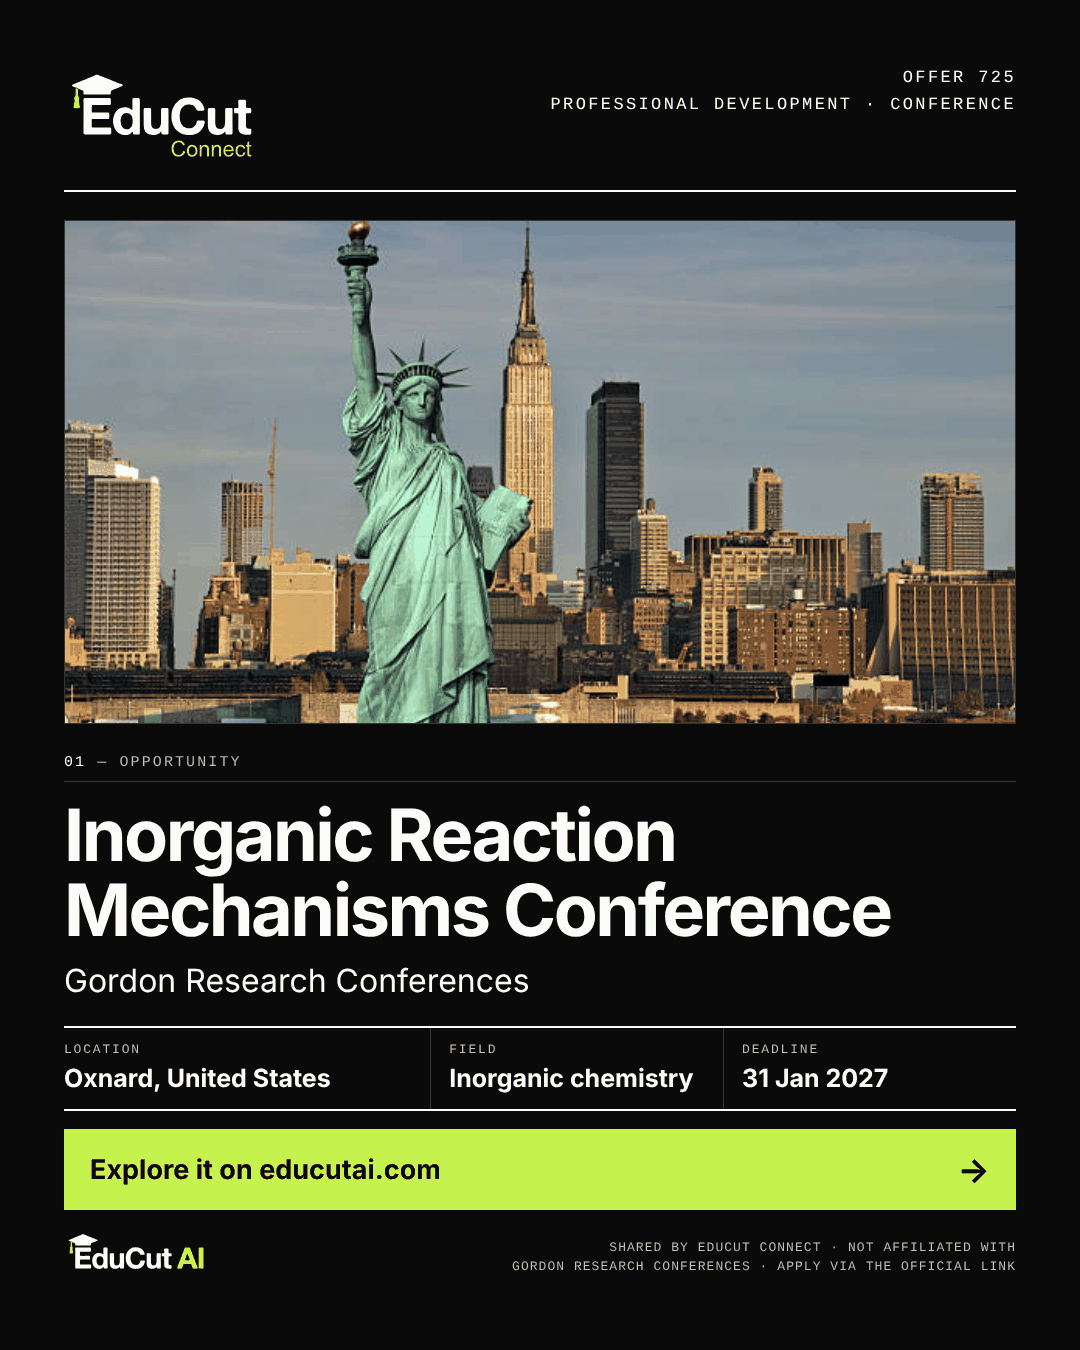 EduCut
Connect
OFFER 725
PROFESSIONAL DEVELOPMENT · CONFERENCE
01 — OPPORTUNITY
Inorganic Reaction
Mechanisms Conference
Gordon Research Conferences
LOCATION
Oxnard, United States
FIELD
Inorganic chemistry
DEADLINE
31 Jan 2027
Explore it on educutai.com →
EduCut AI
SHARED BY EDUCUT CONNECT · NOT AFFILIATED WITH
GORDON RESEARCH CONFERENCES · APPLY VIA THE OFFICIAL LINK